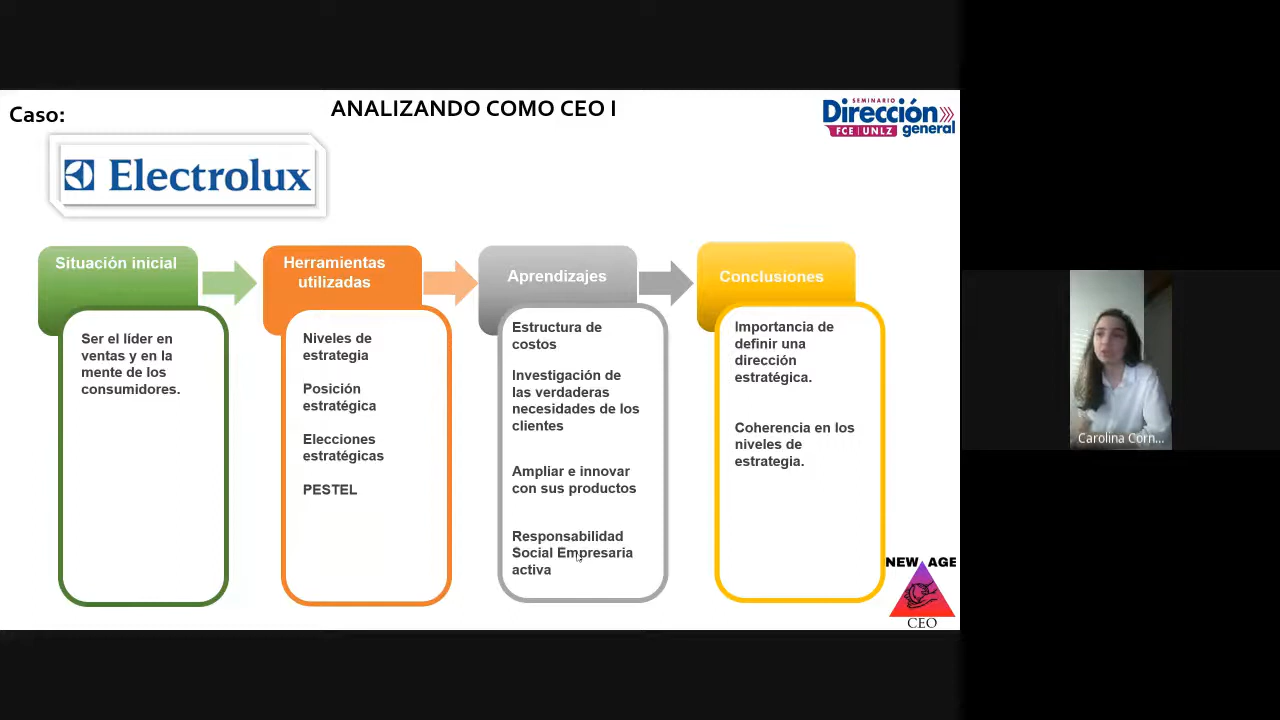 Caso:
ANALIZANDO COMO CEO I
SEMINARIO
Dirección
FCE | UNLZ
general
Electrolux
Situación inicial
Ser el líder en
ventas y en la
mente de los
consumidores.
Herramientas
utilizadas
Niveles de
estrategia
Posición
estratégica
Elecciones
estratégicas
PESTEL
Aprendizajes
Estructura de
costos
Investigación de
las verdaderas
necesidades de los
clientes
Ampliar e innovar
con sus productos
Responsabilidad
Social Empresaria
activa
Conclusiones
Importancia de
definir una
dirección
estratégica.
Coherencia en los
niveles de
estrategia.
NEW AGE
CEO
Carolina Corn...